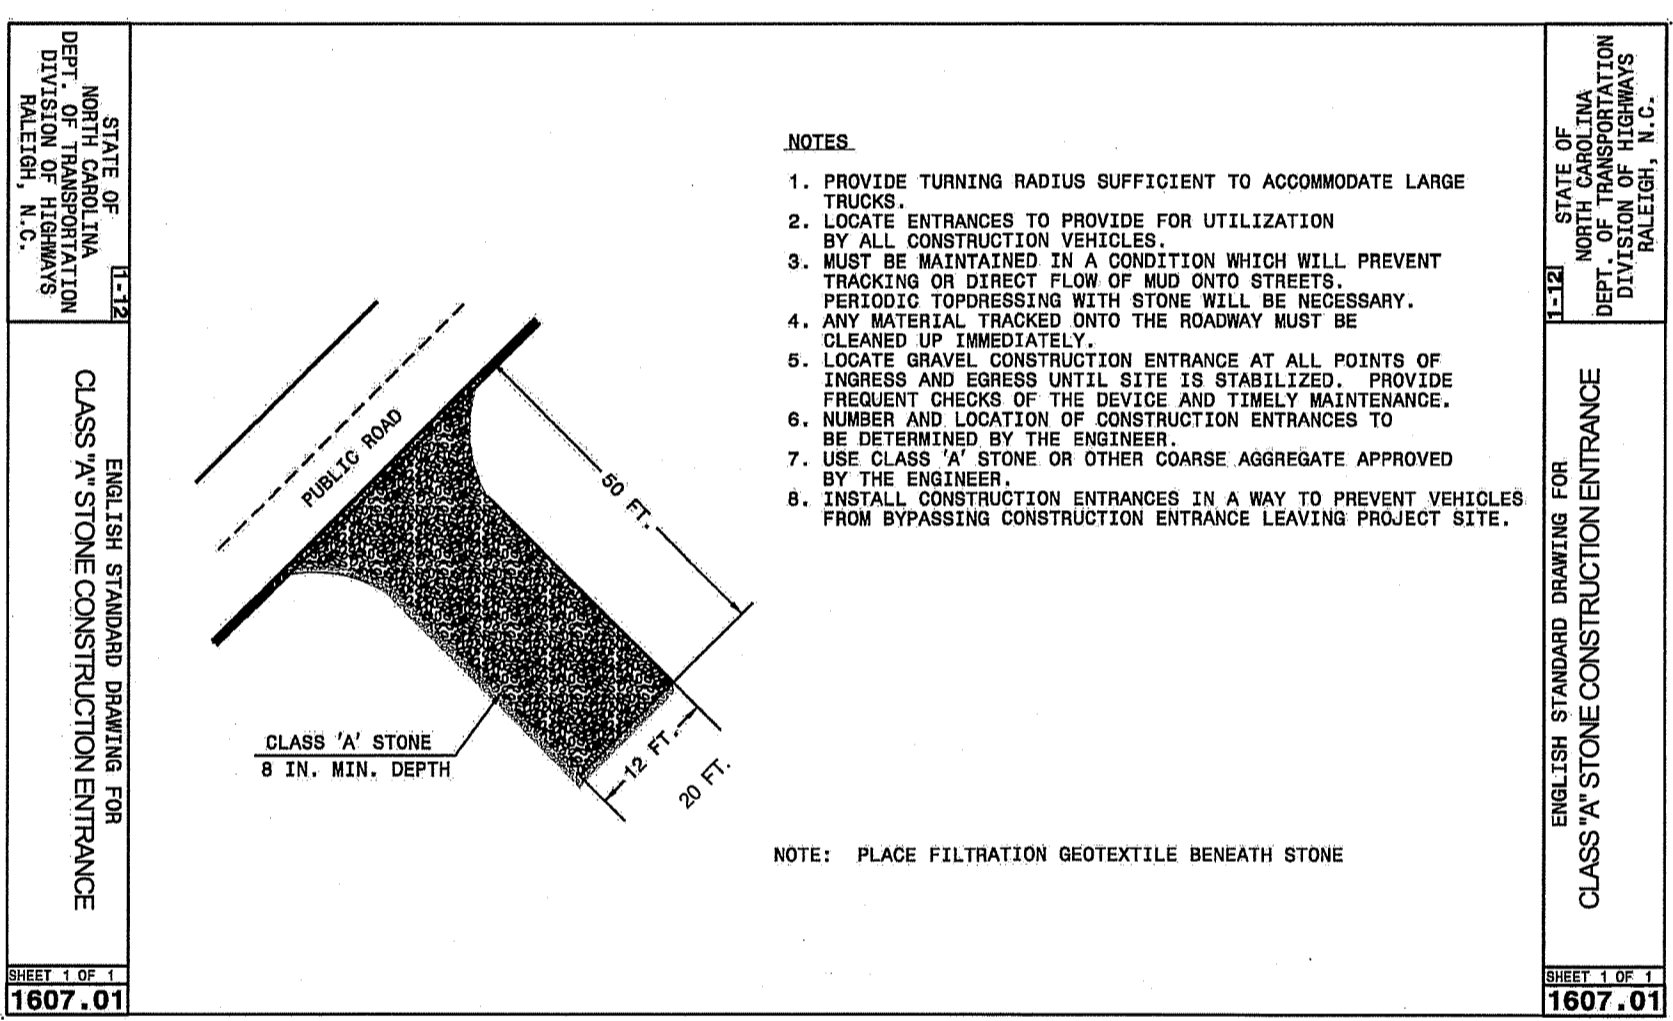 STATE OF
NORTH CAROLINA
DEPT. OF TRANSPORTATION
DIVISION OF HIGHWAYS
RALEIGH, N.C.
1-12
ENGLISH STANDARD DRAWING FOR
CLASS "A" STONE CONSTRUCTION ENTRANCE
SHEET 1 OF 1
1607.01
PUBLIC ROAD
50 FT.
12 FT.
20 FT.
CLASS 'A' STONE
8 IN. MIN. DEPTH
NOTES
1. PROVIDE TURNING RADIUS SUFFICIENT TO ACCOMMODATE LARGE
TRUCKS.
2. LOCATE ENTRANCES TO PROVIDE FOR UTILIZATION
BY ALL CONSTRUCTION VEHICLES.
3. MUST BE MAINTAINED IN A CONDITION WHICH WILL PREVENT
TRACKING OR DIRECT FLOW OF MUD ONTO STREETS.
PERIODIC TOPDRESSING WITH STONE WILL BE NECESSARY.
4. ANY MATERIAL TRACKED ONTO THE ROADWAY MUST BE
CLEANED UP IMMEDIATELY.
5. LOCATE GRAVEL CONSTRUCTION ENTRANCE AT ALL POINTS OF
INGRESS AND EGRESS UNTIL SITE IS STABILIZED. PROVIDE
FREQUENT CHECKS OF THE DEVICE AND TIMELY MAINTENANCE.
6. NUMBER AND LOCATION OF CONSTRUCTION ENTRANCES TO
BE DETERMINED BY THE ENGINEER.
7. USE CLASS 'A' STONE OR OTHER COARSE AGGREGATE APPROVED
BY THE ENGINEER.
8. INSTALL CONSTRUCTION ENTRANCES IN A WAY TO PREVENT VEHICLES
FROM BYPASSING CONSTRUCTION ENTRANCE LEAVING PROJECT SITE.
NOTE: PLACE FILTRATION GEOTEXTILE BENEATH STONE
STATE OF
NORTH CAROLINA
DEPT. OF TRANSPORTATION
DIVISION OF HIGHWAYS
RALEIGH, N.C.
1-12
ENGLISH STANDARD DRAWING FOR
CLASS "A" STONE CONSTRUCTION ENTRANCE
SHEET 1 OF 1
1607.01